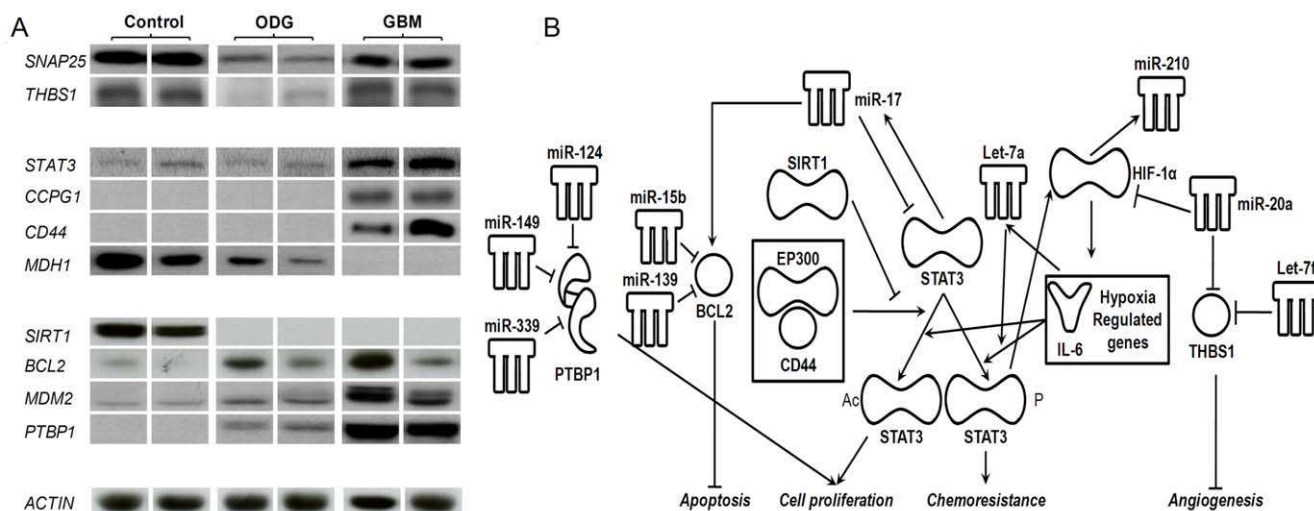 A
Control ODG GBM
SNAP25
THBS1
STAT3
CCPG1
CD44
MDH1
SIRT1
BCL2
MDM2
PTBP1
ACTIN
B
miR-210
miR-17
SIRT1
Let-7a
HIF-1α
miR-124
miR-20a
miR-15b
miR-149
EP300
STAT3
Let-7f
miR-139
BCL2
Hypoxia
Regulated
genes
IL-6
CD44
THBS1
miR-339
PTBP1
Ac
P
STAT3
STAT3
Apoptosis
Cell proliferation
Chemoresistance
Angiogenesis